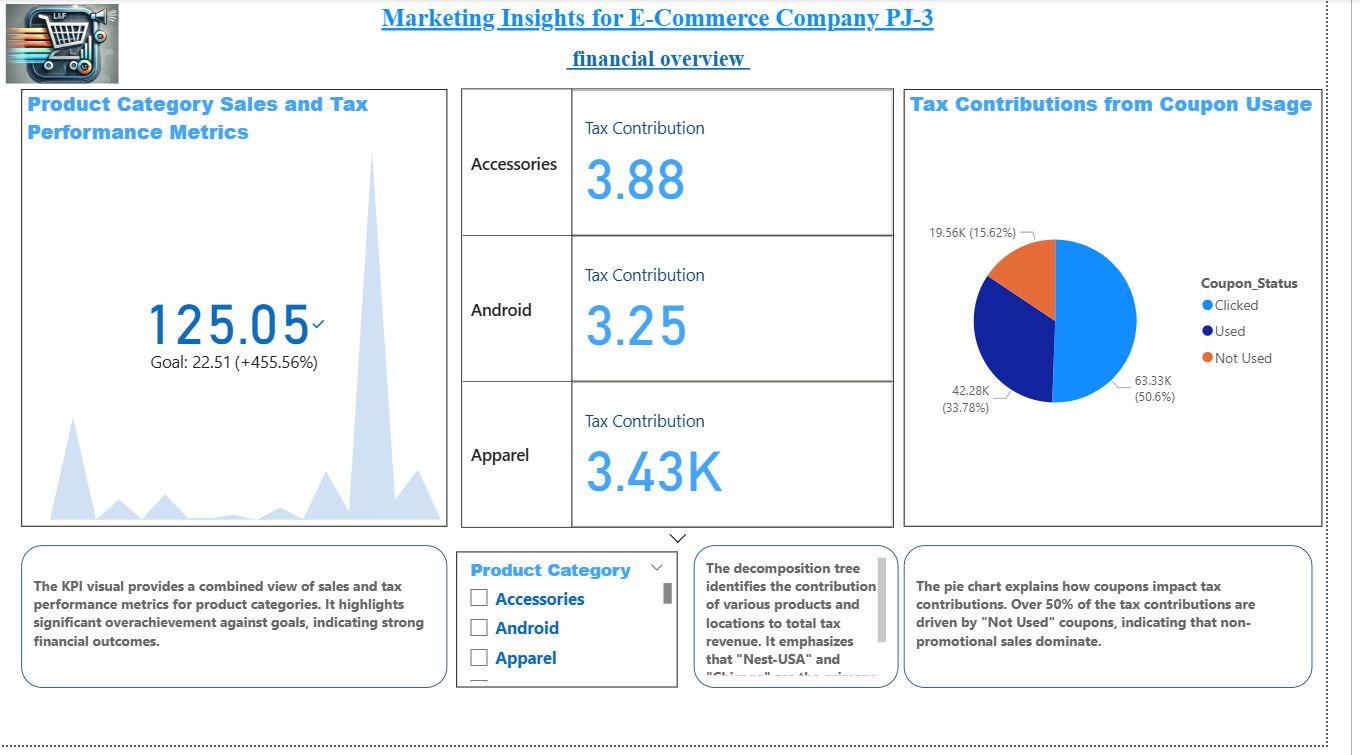 L&F
Marketing Insights for E-Commerce Company PJ-3
financial overview
Product Category Sales and Tax
Performance Metrics
125.05
Goal: 22.51 (+455.56%)
Accessories
Tax Contribution
3.88
Android
Tax Contribution
3.25
Apparel
Tax Contribution
3.43K
Tax Contributions from Coupon Usage
19.56K (15.62%)
42.28K
(33.78%)
63.33K
(50.6%)
Coupon_Status
Clicked
Used
Not Used
The KPI visual provides a combined view of sales and tax
performance metrics for product categories. It highlights
significant overachievement against goals, indicating strong
financial outcomes.
Product Category
Accessories
Android
Apparel
The decomposition tree
identifies the contribution
of various products and
locations to total tax
revenue. It emphasizes
that "Nest-USA" and
"Chicago" are the primary
The pie chart explains how coupons impact tax
contributions. Over 50% of the tax contributions are
driven by "Not Used" coupons, indicating that non-
promotional sales dominate.